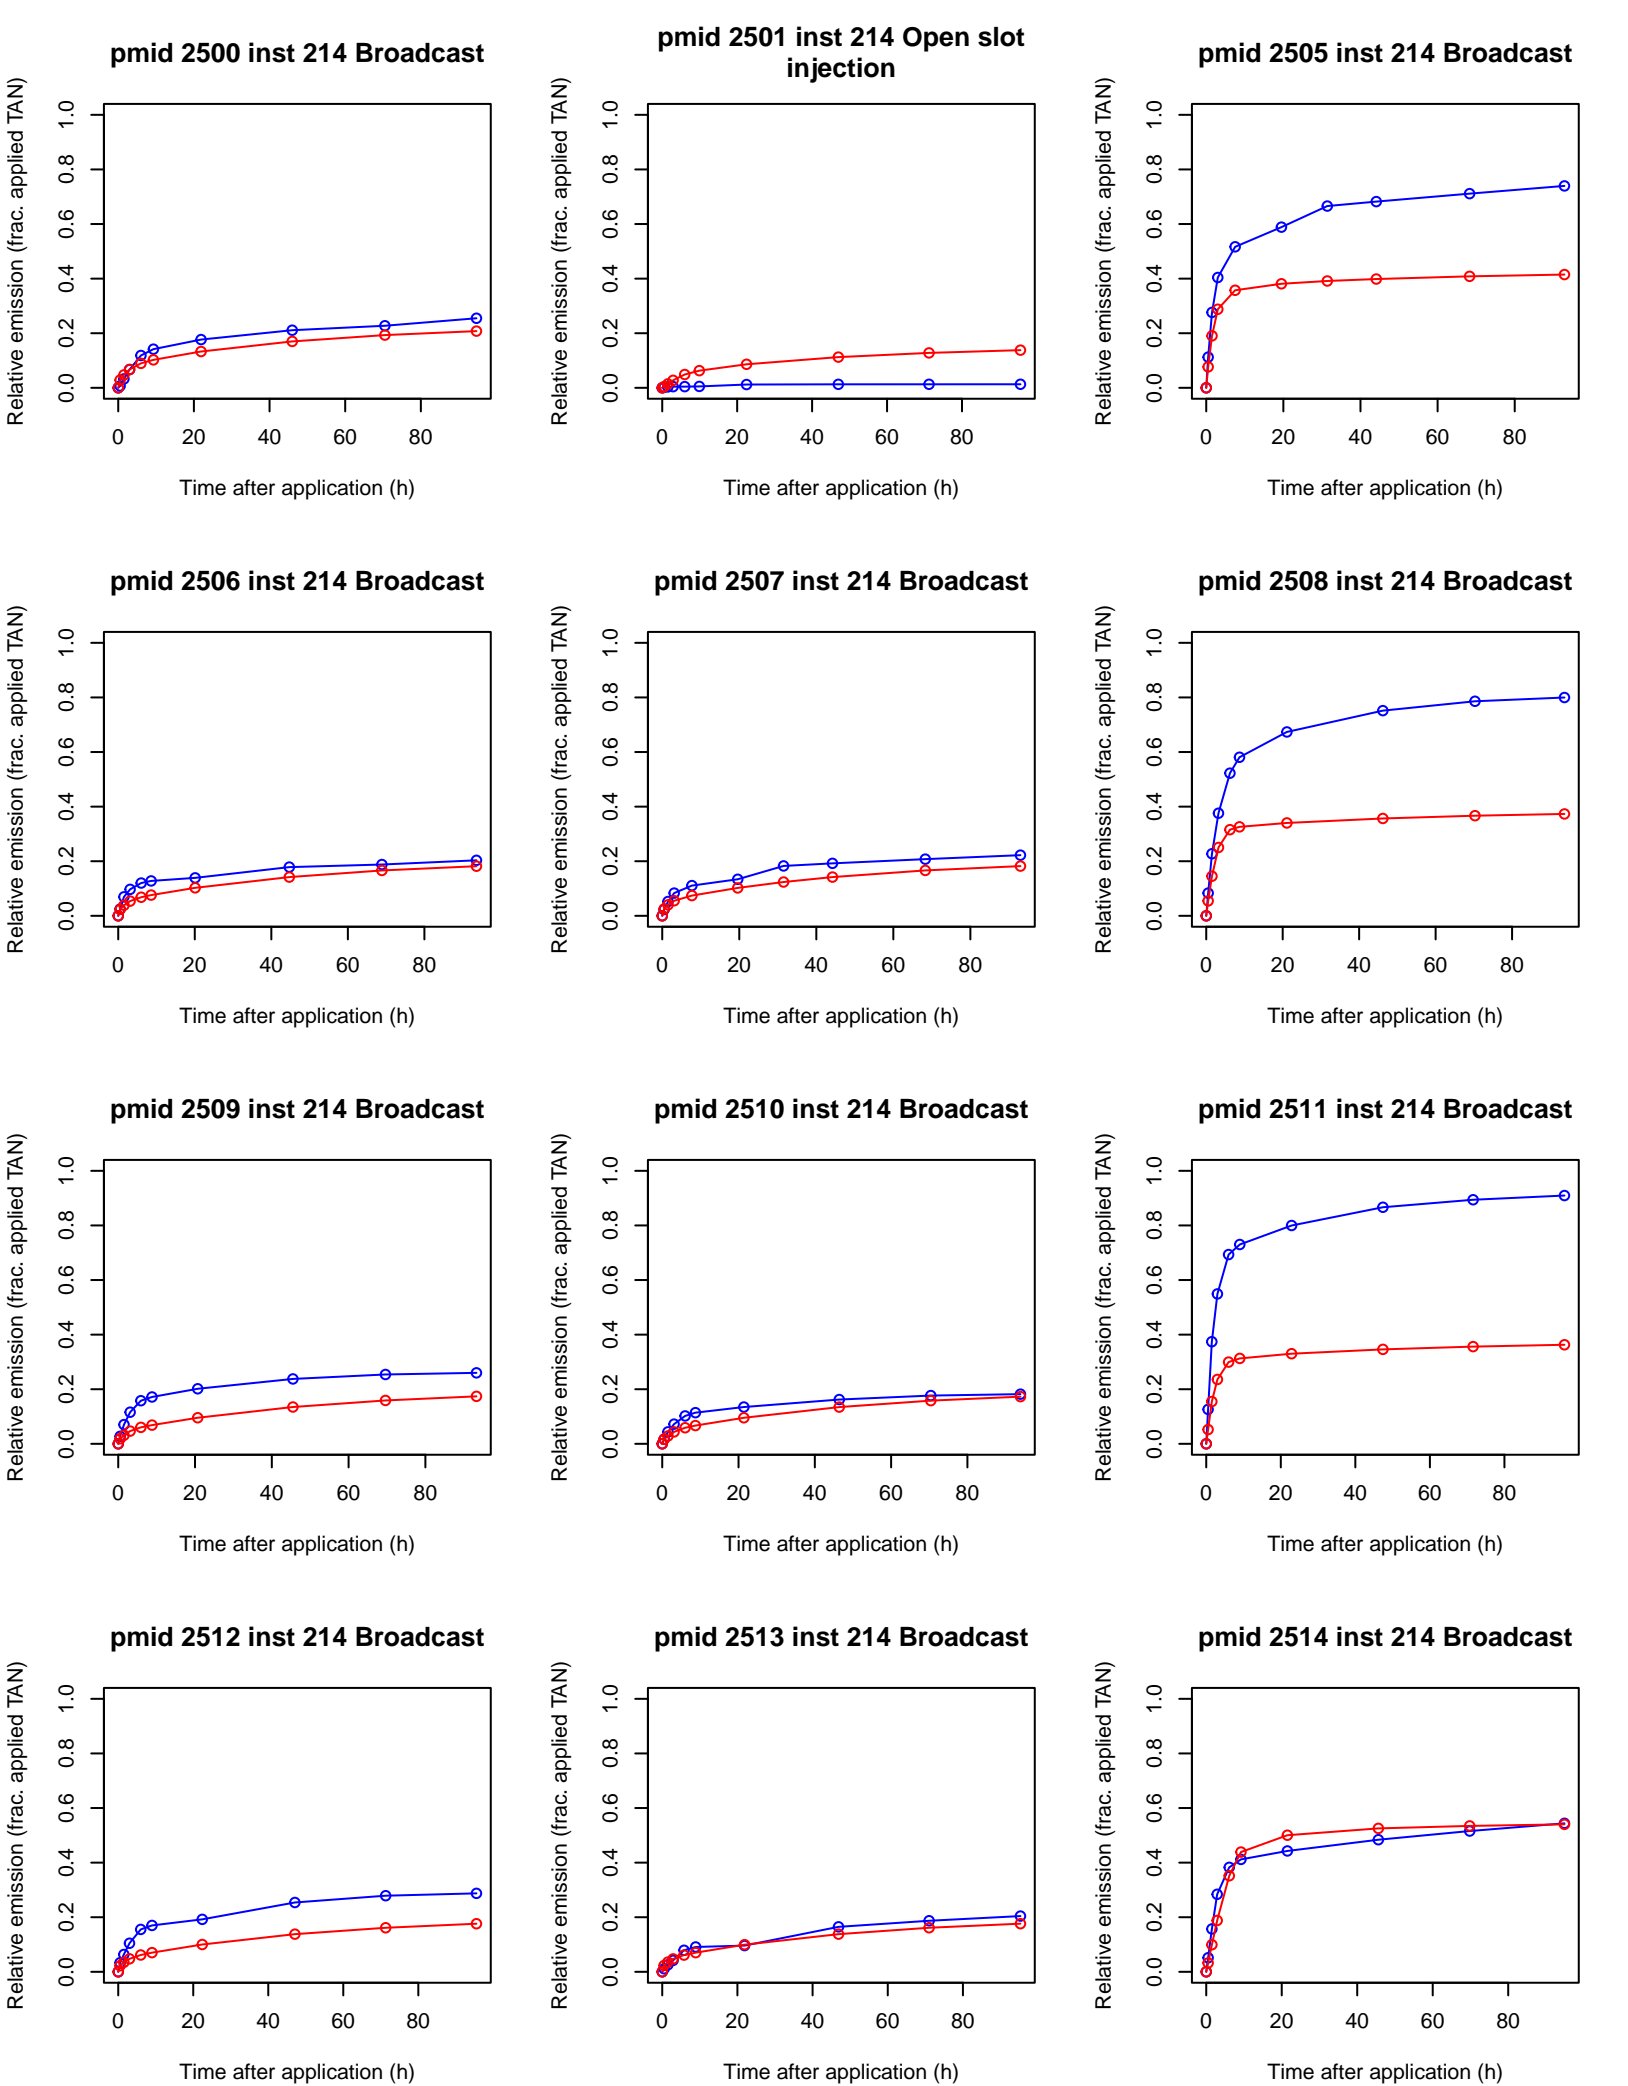 pmid 2500 inst 214 Broadcast
Relative emission (frac. applied TAN)
1.0
0.8
0.6
0.4
0.2
0.0
0 20 40 60 80
Time after application (h)
pmid 2501 inst 214 Open slot
injection
Relative emission (frac. applied TAN)
1.0
0.8
0.6
0.4
0.2
0.0
0 20 40 60 80
Time after application (h)
pmid 2505 inst 214 Broadcast
Relative emission (frac. applied TAN)
1.0
0.8
0.6
0.4
0.2
0.0
0 20 40 60 80
Time after application (h)
pmid 2506 inst 214 Broadcast
Relative emission (frac. applied TAN)
1.0
0.8
0.6
0.4
0.2
0.0
0 20 40 60 80
Time after application (h)
pmid 2507 inst 214 Broadcast
Relative emission (frac. applied TAN)
1.0
0.8
0.6
0.4
0.2
0.0
0 20 40 60 80
Time after application (h)
pmid 2508 inst 214 Broadcast
Relative emission (frac. applied TAN)
1.0
0.8
0.6
0.4
0.2
0.0
0 20 40 60 80
Time after application (h)
pmid 2509 inst 214 Broadcast
Relative emission (frac. applied TAN)
1.0
0.8
0.6
0.4
0.2
0.0
0 20 40 60 80
Time after application (h)
pmid 2510 inst 214 Broadcast
Relative emission (frac. applied TAN)
1.0
0.8
0.6
0.4
0.2
0.0
0 20 40 60 80
Time after application (h)
pmid 2511 inst 214 Broadcast
Relative emission (frac. applied TAN)
1.0
0.8
0.6
0.4
0.2
0.0
0 20 40 60 80
Time after application (h)
pmid 2512 inst 214 Broadcast
Relative emission (frac. applied TAN)
1.0
0.8
0.6
0.4
0.2
0.0
0 20 40 60 80
Time after application (h)
pmid 2513 inst 214 Broadcast
Relative emission (frac. applied TAN)
1.0
0.8
0.6
0.4
0.2
0.0
0 20 40 60 80
Time after application (h)
pmid 2514 inst 214 Broadcast
Relative emission (frac. applied TAN)
1.0
0.8
0.6
0.4
0.2
0.0
0 20 40 60 80
Time after application (h)